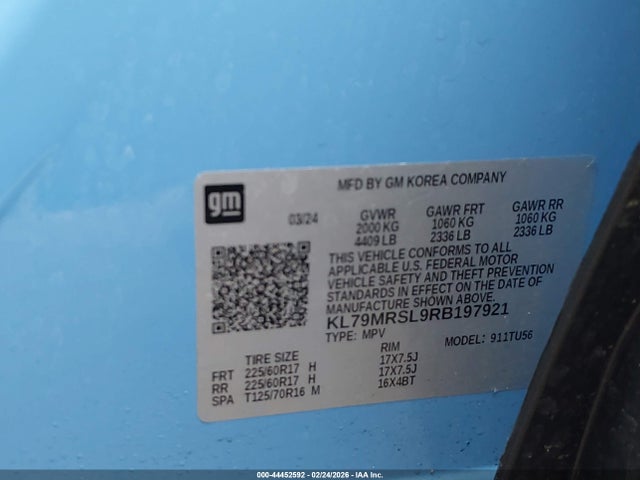 gm
MFD BY GM KOREA COMPANY
03/24 GVWR GAWR FRT GAWR RR
2000 KG 1060 KG 1060 KG
4409 LB 2336 LB 2336 LB
THIS VEHICLE CONFORMS TO ALL
APPLICABLE U.S. FEDERAL MOTOR
VEHICLE SAFETY AND THEFT PREVENTION
STANDARDS IN EFFECT ON THE DATE OF
MANUFACTURE SHOWN ABOVE.
KL79MRSL9RB197921
TYPE: MPV MODEL: 911TU56
TIRE SIZE RIM
FRT 225/60R17 H 17X7.5J
RR 225/60R17 H 17X7.5J
SPA T125/70R16 M 16X4BT
000-44452592 - 02/24/2026 - IAA Inc.